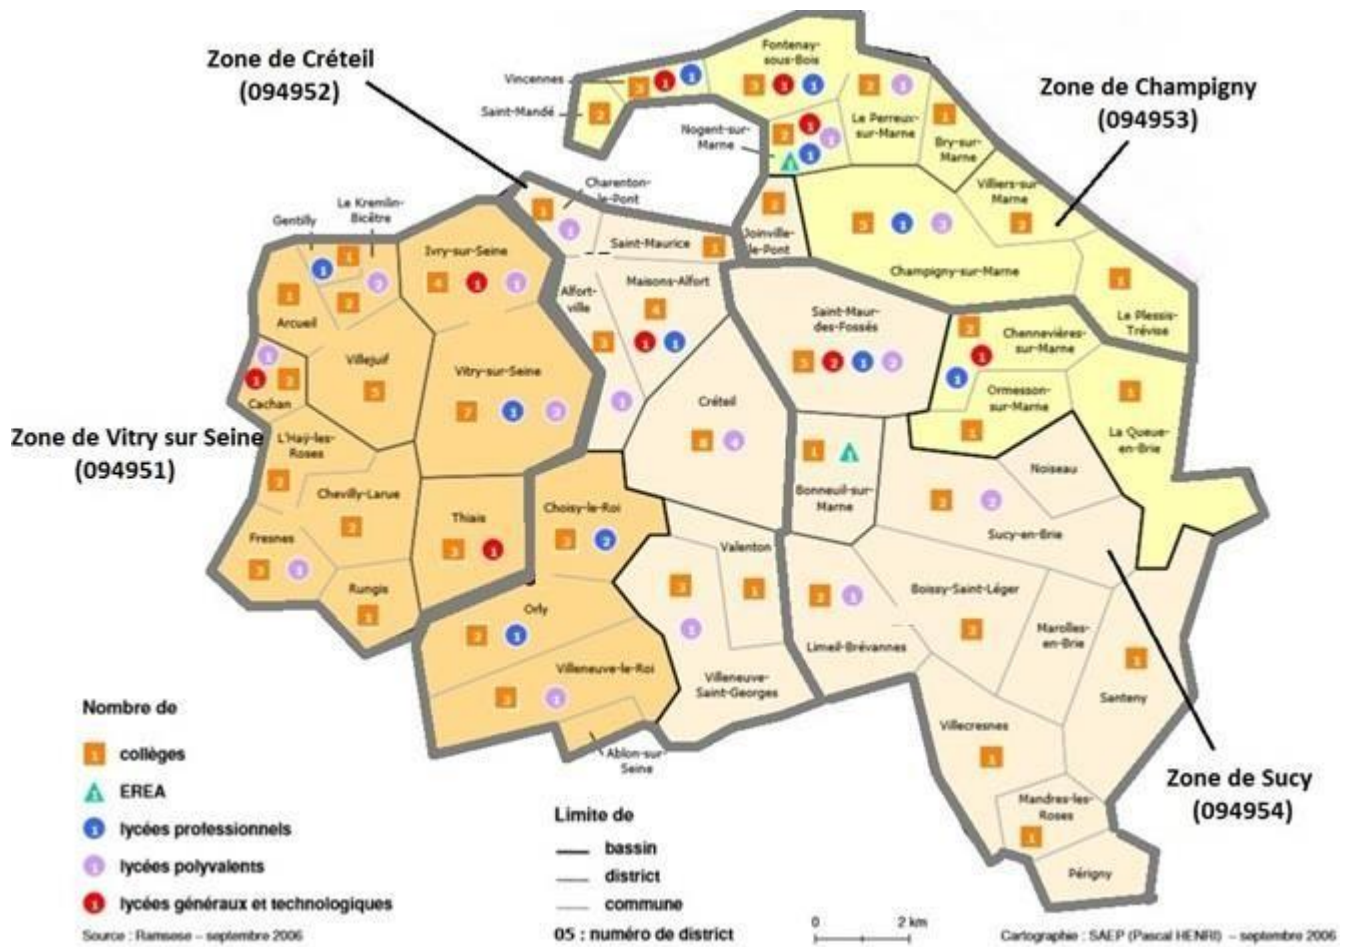 Zone de Créteil
(094952)
Zone de Champigny
(094953)
Zone de Vitry sur Seine
(094951)
Zone de Sucy
(094954)
Vincennes
Saint-Mandé
Fontenay-
sous-Bois
Nogent-sur-
Marne
Le Perreux-
sur-Marne
Bry-sur-
Marne
Villiers-sur-
Marne
Champigny-sur-Marne
Le Plessis-
Trévise
Joinville-
le-Pont
Charenton-
le-Pont
Saint-Maurice
Maisons-Alfort
Alfort-
ville
Créteil
Saint-Maur-
des-Fossés
Chennevières-
sur-Marne
Ormesson-
sur-Marne
La Queue-
en-Brie
Noiseau
Sucy-en-Brie
Bonneuil-sur-
Marne
Boissy-Saint-Léger
Limeil-Brévannes
Marolles-
en-Brie
Santeny
Villecresnes
Mandres-les-
Roses
Périgny
Valenton
Villeneuve-
Saint-Georges
Gentilly
Le Kremlin-
Bicêtre
Ivry-sur-Seine
Arcueil
Villejuif
Vitry-sur-Seine
Cachan
L'Haÿ-les-
Roses
Chevilly-Larue
Fresnes
Rungis
Thiais
Choisy-le-Roi
Orly
Villeneuve-le-Roi
Ablon-sur-
Seine
Nombre de
1 collèges
1 EREA
1 lycées professionnels
1 lycées polyvalents
1 lycées généraux et technologiques
Source : Ramsese – septembre 2006
Limite de
bassin
district
commune
05 : numéro de district
0 2 km
Cartographie : SAEP (Pascal HENRI) – septembre 2006